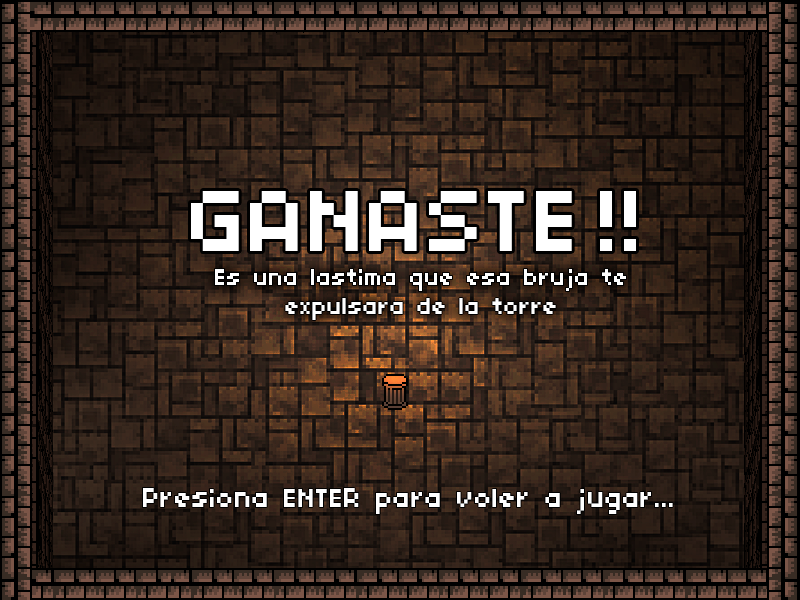 GANASTE !!
Es una lastima que esa bruja te
expulsara de la torre
Presiona ENTER para voler a jugar...